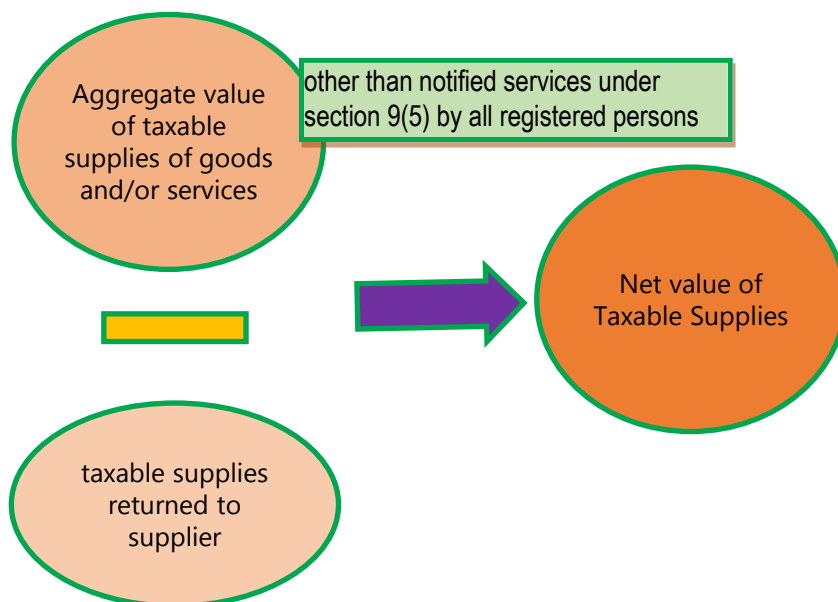 Aggregate value
of taxable
supplies of goods
and/or services
other than notified services under
section 9(5) by all registered persons
Net value of
Taxable Supplies
taxable supplies
returned to
supplier